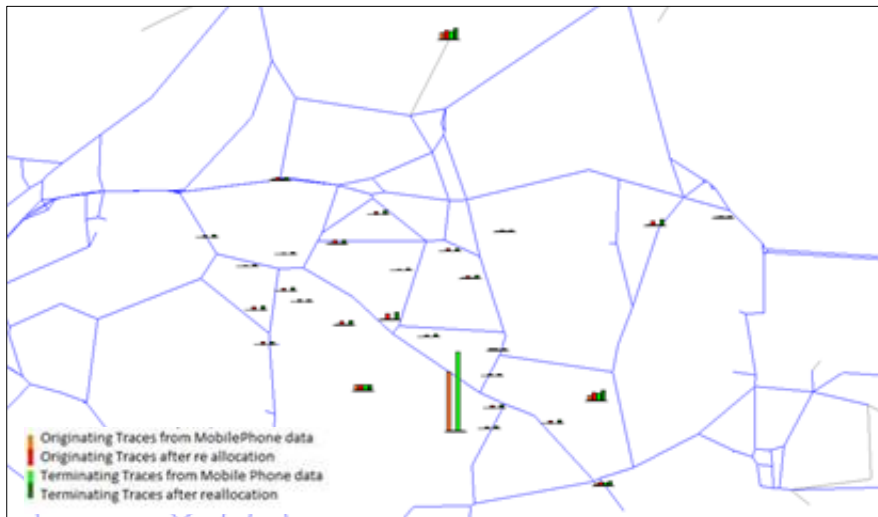 Originating Traces from MobilePhone data
Originating Traces after re allocation
Terminating Traces from Mobile Phone data
Terminating Traces after reallocation